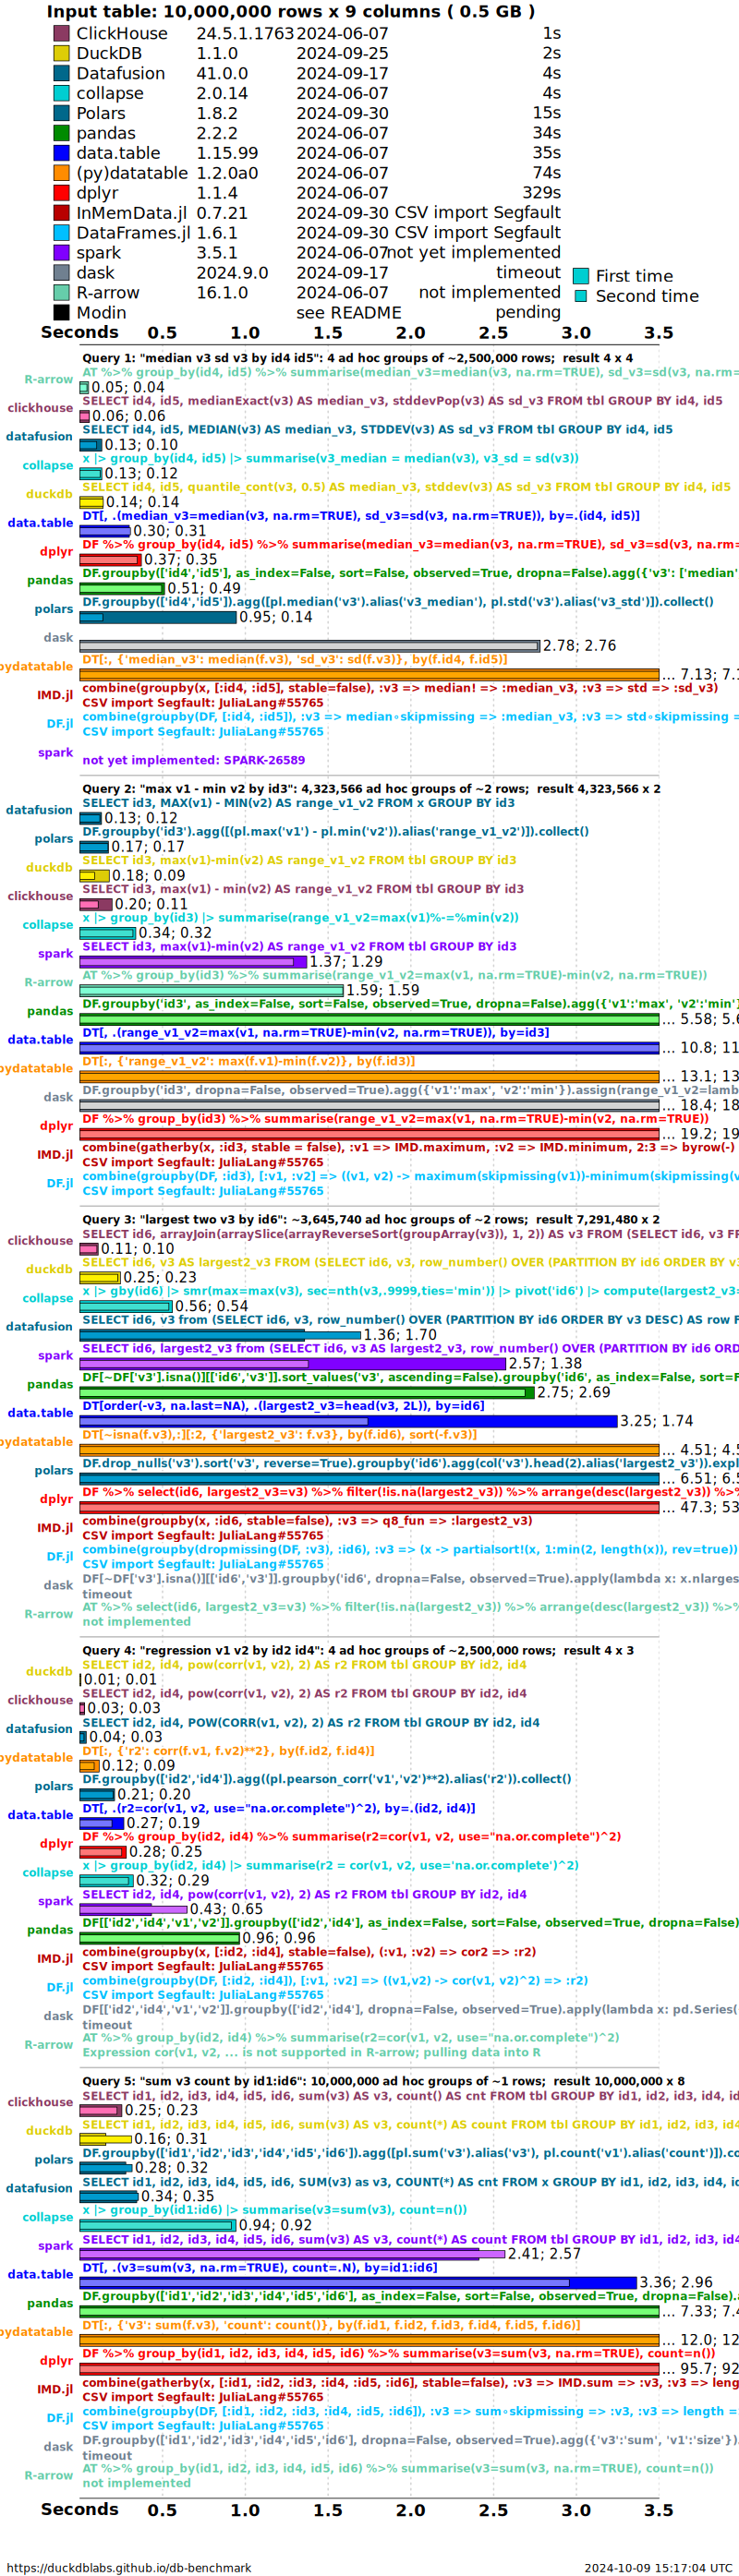 Input table: 10,000,000 rows x 9 columns ( 0.5 GB )
ClickHouse 24.5.1.1763 2024-06-07 1s
DuckDB 1.1.0 2024-09-25 2s
Datafusion 41.0.0 2024-09-17 4s
collapse 2.0.14 2024-06-07 4s
Polars 1.8.2 2024-09-30 15s
pandas 2.2.2 2024-06-07 34s
data.table 1.15.99 2024-06-07 35s
(py)datatable 1.2.0a0 2024-06-07 74s
dplyr 1.1.4 2024-06-07 329s
InMemData.jl 0.7.21 2024-09-30 CSV import Segfault
DataFrames.jl 1.6.1 2024-09-30 CSV import Segfault
spark 3.5.1 2024-06-07 not yet implemented
dask 2024.9.0 2024-09-17 timeout
R-arrow 16.1.0 2024-06-07 not implemented
Modin see README pending
First time
Second time
Seconds 0.5 1.0 1.5 2.0 2.5 3.0 3.5
Query 1: "median v3 sd v3 by id4 id5": 4 ad hoc groups of ~2,500,000 rows; result 4 x 4
AT %>% group_by(id4, id5) %>% summarise(median_v3=median(v3, na.rm=TRUE), sd_v3=sd(v3, na.rm=
R-arrow 0.05; 0.04
SELECT id4, id5, medianExact(v3) AS median_v3, stddevPop(v3) AS sd_v3 FROM tbl GROUP BY id4, id5
clickhouse 0.06; 0.06
SELECT id4, id5, MEDIAN(v3) AS median_v3, STDDEV(v3) AS sd_v3 FROM tbl GROUP BY id4, id5
datafusion 0.13; 0.10
x |> group_by(id4, id5) |> summarise(v3_median = median(v3), v3_sd = sd(v3))
collapse 0.13; 0.12
SELECT id4, id5, quantile_cont(v3, 0.5) AS median_v3, stddev(v3) AS sd_v3 FROM tbl GROUP BY id4, id5
duckdb 0.14; 0.14
DT[, .(median_v3=median(v3, na.rm=TRUE), sd_v3=sd(v3, na.rm=TRUE)), by=.(id4, id5)]
data.table 0.30; 0.31
DF %>% group_by(id4, id5) %>% summarise(median_v3=median(v3, na.rm=TRUE), sd_v3=sd(v3, na.rm=
dplyr 0.37; 0.35
DF.groupby(['id4','id5'], as_index=False, sort=False, observed=True, dropna=False).agg({'v3': ['median'
pandas 0.51; 0.49
DF.groupby(['id4','id5']).agg([pl.median('v3').alias('v3_median'), pl.std('v3').alias('v3_std')]).collect()
polars 0.95; 0.14
dask 2.78; 2.76
DT[:, {'median_v3': median(f.v3), 'sd_v3': sd(f.v3)}, by(f.id4, f.id5)]
pydatatable ... 7.13; 7.1
combine(groupby(x, [:id4, :id5], stable=false), :v3 => median! => :median_v3, :v3 => std => :sd_v3)
IMD.jl CSV import Segfault: JuliaLang#55765
combine(groupby(DF, [:id4, :id5]), :v3 => median∘skipmissing => :median_v3, :v3 => std∘skipmissing =
DF.jl CSV import Segfault: JuliaLang#55765
spark not yet implemented: SPARK-26589
Query 2: "max v1 - min v2 by id3": 4,323,566 ad hoc groups of ~2 rows; result 4,323,566 x 2
SELECT id3, MAX(v1) - MIN(v2) AS range_v1_v2 FROM x GROUP BY id3
datafusion 0.13; 0.12
DF.groupby('id3').agg([(pl.max('v1') - pl.min('v2')).alias('range_v1_v2')]).collect()
polars 0.17; 0.17
SELECT id3, max(v1)-min(v2) AS range_v1_v2 FROM tbl GROUP BY id3
duckdb 0.18; 0.09
SELECT id3, max(v1) - min(v2) AS range_v1_v2 FROM tbl GROUP BY id3
clickhouse 0.20; 0.11
x |> group_by(id3) |> summarise(range_v1_v2=max(v1)%-=%min(v2))
collapse 0.34; 0.32
SELECT id3, max(v1)-min(v2) AS range_v1_v2 FROM tbl GROUP BY id3
spark 1.37; 1.29
AT %>% group_by(id3) %>% summarise(range_v1_v2=max(v1, na.rm=TRUE)-min(v2, na.rm=TRUE))
R-arrow 1.59; 1.59
DF.groupby('id3', as_index=False, sort=False, observed=True, dropna=False).agg({'v1':'max', 'v2':'min'}
pandas ... 5.58; 5.6
DT[, .(range_v1_v2=max(v1, na.rm=TRUE)-min(v2, na.rm=TRUE)), by=id3]
data.table ... 10.8; 11
DT[:, {'range_v1_v2': max(f.v1)-min(f.v2)}, by(f.id3)]
pydatatable ... 13.1; 13
DF.groupby('id3', dropna=False, observed=True).agg({'v1':'max', 'v2':'min'}).assign(range_v1_v2=lamb
dask ... 18.4; 18
DF %>% group_by(id3) %>% summarise(range_v1_v2=max(v1, na.rm=TRUE)-min(v2, na.rm=TRUE))
dplyr ... 19.2; 19
combine(gatherby(x, :id3, stable = false), :v1 => IMD.maximum, :v2 => IMD.minimum, 2:3 => byrow(-)
IMD.jl CSV import Segfault: JuliaLang#55765
combine(groupby(DF, :id3), [:v1, :v2] => ((v1, v2) -> maximum(skipmissing(v1))-minimum(skipmissing(v
DF.jl CSV import Segfault: JuliaLang#55765
Query 3: "largest two v3 by id6": ~3,645,740 ad hoc groups of ~2 rows; result 7,291,480 x 2
SELECT id6, arrayJoin(arraySlice(arrayReverseSort(groupArray(v3)), 1, 2)) AS v3 FROM (SELECT id6, v3 FR
clickhouse 0.11; 0.10
SELECT id6, v3 AS largest2_v3 FROM (SELECT id6, v3, row_number() OVER (PARTITION BY id6 ORDER BY v3
duckdb 0.25; 0.23
x |> gby(id6) |> smr(max=max(v3), sec=nth(v3,.9999,ties='min')) |> pivot('id6') |> compute(largest2_v3=
collapse 0.56; 0.54
SELECT id6, v3 from (SELECT id6, v3, row_number() OVER (PARTITION BY id6 ORDER BY v3 DESC) AS row F
datafusion 1.36; 1.70
SELECT id6, largest2_v3 from (SELECT id6, v3 AS largest2_v3, row_number() OVER (PARTITION BY id6 ORD
spark 2.57; 1.38
DF[~DF['v3'].isna()][['id6','v3']].sort_values('v3', ascending=False).groupby('id6', as_index=False, sort=F
pandas 2.75; 2.69
DT[order(-v3, na.last=NA), .(largest2_v3=head(v3, 2L)), by=id6]
data.table 3.25; 1.74
DT[~isna(f.v3),:][:2, {'largest2_v3': f.v3}, by(f.id6), sort(-f.v3)]
pydatatable ... 4.51; 4.5
DF.drop_nulls('v3').sort('v3', reverse=True).groupby('id6').agg(col('v3').head(2).alias('largest2_v3')).expl
polars ... 6.51; 6.5
DF %>% select(id6, largest2_v3=v3) %>% filter(!is.na(largest2_v3)) %>% arrange(desc(largest2_v3)) %>%
dplyr ... 47.3; 53
combine(groupby(x, :id6, stable=false), :v3 => q8_fun => :largest2_v3)
IMD.jl CSV import Segfault: JuliaLang#55765
combine(groupby(dropmissing(DF, :v3), :id6), :v3 => (x -> partialsort!(x, 1:min(2, length(x)), rev=true))
DF.jl CSV import Segfault: JuliaLang#55765
DF[~DF['v3'].isna()][['id6','v3']].groupby('id6', dropna=False, observed=True).apply(lambda x: x.nlarges
dask timeout
AT %>% select(id6, largest2_v3=v3) %>% filter(!is.na(largest2_v3)) %>% arrange(desc(largest2_v3)) %>%
R-arrow not implemented
Query 4: "regression v1 v2 by id2 id4": 4 ad hoc groups of ~2,500,000 rows; result 4 x 3
SELECT id2, id4, pow(corr(v1, v2), 2) AS r2 FROM tbl GROUP BY id2, id4
duckdb 0.01; 0.01
SELECT id2, id4, pow(corr(v1, v2), 2) AS r2 FROM tbl GROUP BY id2, id4
clickhouse 0.03; 0.03
SELECT id2, id4, POW(CORR(v1, v2), 2) AS r2 FROM tbl GROUP BY id2, id4
datafusion 0.04; 0.03
DT[:, {'r2': corr(f.v1, f.v2)**2}, by(f.id2, f.id4)]
pydatatable 0.12; 0.09
DF.groupby(['id2','id4']).agg((pl.pearson_corr('v1','v2')**2).alias('r2')).collect()
polars 0.21; 0.20
DT[, .(r2=cor(v1, v2, use="na.or.complete")^2), by=.(id2, id4)]
data.table 0.27; 0.19
DF %>% group_by(id2, id4) %>% summarise(r2=cor(v1, v2, use="na.or.complete")^2)
dplyr 0.28; 0.25
x |> group_by(id2, id4) |> summarise(r2 = cor(v1, v2, use='na.or.complete')^2)
collapse 0.32; 0.29
SELECT id2, id4, pow(corr(v1, v2), 2) AS r2 FROM tbl GROUP BY id2, id4
spark 0.43; 0.65
DF[['id2','id4','v1','v2']].groupby(['id2','id4'], as_index=False, sort=False, observed=True, dropna=False)
pandas 0.96; 0.96
combine(groupby(x, [:id2, :id4], stable=false), (:v1, :v2) => cor2 => :r2)
IMD.jl CSV import Segfault: JuliaLang#55765
combine(groupby(DF, [:id2, :id4]), [:v1, :v2] => ((v1,v2) -> cor(v1, v2)^2) => :r2)
DF.jl CSV import Segfault: JuliaLang#55765
DF[['id2','id4','v1','v2']].groupby(['id2','id4'], dropna=False, observed=True).apply(lambda x: pd.Series(
dask timeout
AT %>% group_by(id2, id4) %>% summarise(r2=cor(v1, v2, use="na.or.complete")^2)
R-arrow Expression cor(v1, v2, ... is not supported in R-arrow; pulling data into R
Query 5: "sum v3 count by id1:id6": 10,000,000 ad hoc groups of ~1 rows; result 10,000,000 x 8
SELECT id1, id2, id3, id4, id5, id6, sum(v3) AS v3, count() AS cnt FROM tbl GROUP BY id1, id2, id3, id4, id
clickhouse 0.25; 0.23
SELECT id1, id2, id3, id4, id5, id6, sum(v3) AS v3, count(*) AS count FROM tbl GROUP BY id1, id2, id3, id4
duckdb 0.16; 0.31
DF.groupby(['id1','id2','id3','id4','id5','id6']).agg([pl.sum('v3').alias('v3'), pl.count('v1').alias('count')]).co
polars 0.28; 0.32
SELECT id1, id2, id3, id4, id5, id6, SUM(v3) as v3, COUNT(*) AS cnt FROM x GROUP BY id1, id2, id3, id4, id
datafusion 0.34; 0.35
x |> group_by(id1:id6) |> summarise(v3=sum(v3), count=n())
collapse 0.94; 0.92
SELECT id1, id2, id3, id4, id5, id6, sum(v3) AS v3, count(*) AS count FROM tbl GROUP BY id1, id2, id3, id4
spark 2.41; 2.57
DT[, .(v3=sum(v3, na.rm=TRUE), count=.N), by=id1:id6]
data.table 3.36; 2.96
DF.groupby(['id1','id2','id3','id4','id5','id6'], as_index=False, sort=False, observed=True, dropna=False).a
pandas ... 7.33; 7.4
DT[:, {'v3': sum(f.v3), 'count': count()}, by(f.id1, f.id2, f.id3, f.id4, f.id5, f.id6)]
pydatatable ... 12.0; 12
DF %>% group_by(id1, id2, id3, id4, id5, id6) %>% summarise(v3=sum(v3, na.rm=TRUE), count=n())
dplyr ... 95.7; 92
combine(gatherby(x, [:id1, :id2, :id3, :id4, :id5, :id6], stable=false), :v3 => IMD.sum => :v3, :v3 => leng
IMD.jl CSV import Segfault: JuliaLang#55765
combine(groupby(DF, [:id1, :id2, :id3, :id4, :id5, :id6]), :v3 => sum∘skipmissing => :v3, :v3 => length =
DF.jl CSV import Segfault: JuliaLang#55765
DF.groupby(['id1','id2','id3','id4','id5','id6'], dropna=False, observed=True).agg({'v3':'sum', 'v1':'size'}).
dask timeout
AT %>% group_by(id1, id2, id3, id4, id5, id6) %>% summarise(v3=sum(v3, na.rm=TRUE), count=n())
R-arrow not implemented
Seconds 0.5 1.0 1.5 2.0 2.5 3.0 3.5
https://duckdblabs.github.io/db-benchmark 2024-10-09 15:17:04 UTC